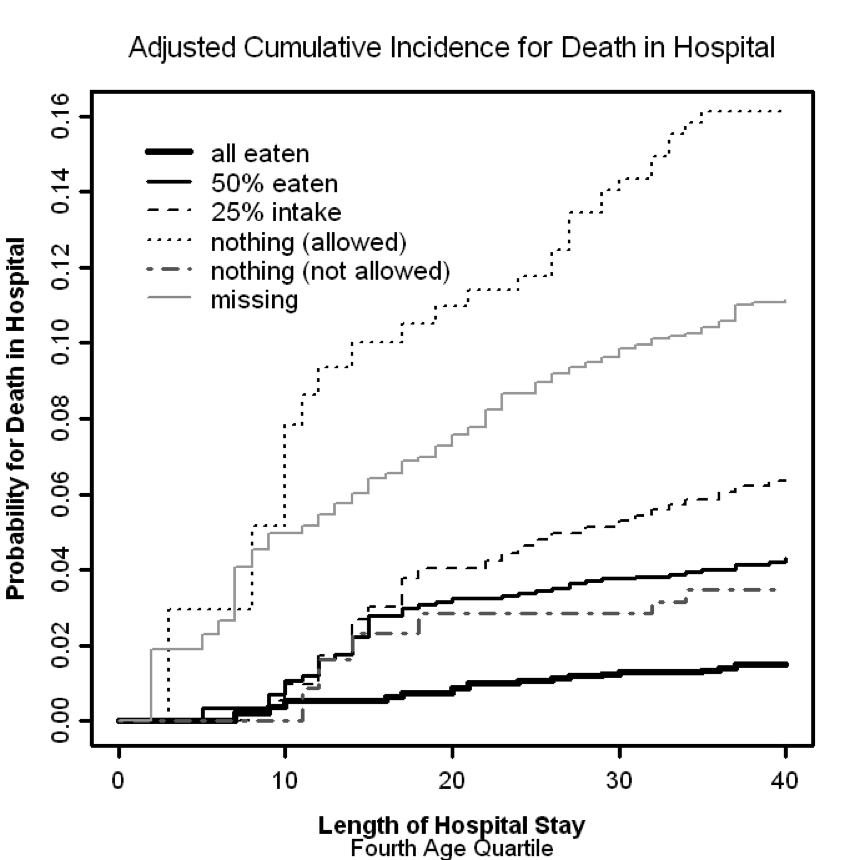 Adjusted Cumulative Incidence for Death in Hospital
Probability for Death in Hospital
0.16
0.14
0.12
0.10
0.08
0.06
0.04
0.02
0.00
all eaten
50% eaten
25% intake
nothing (allowed)
nothing (not allowed)
missing
0 10 20 30 40
Length of Hospital Stay
Fourth Age Quartile